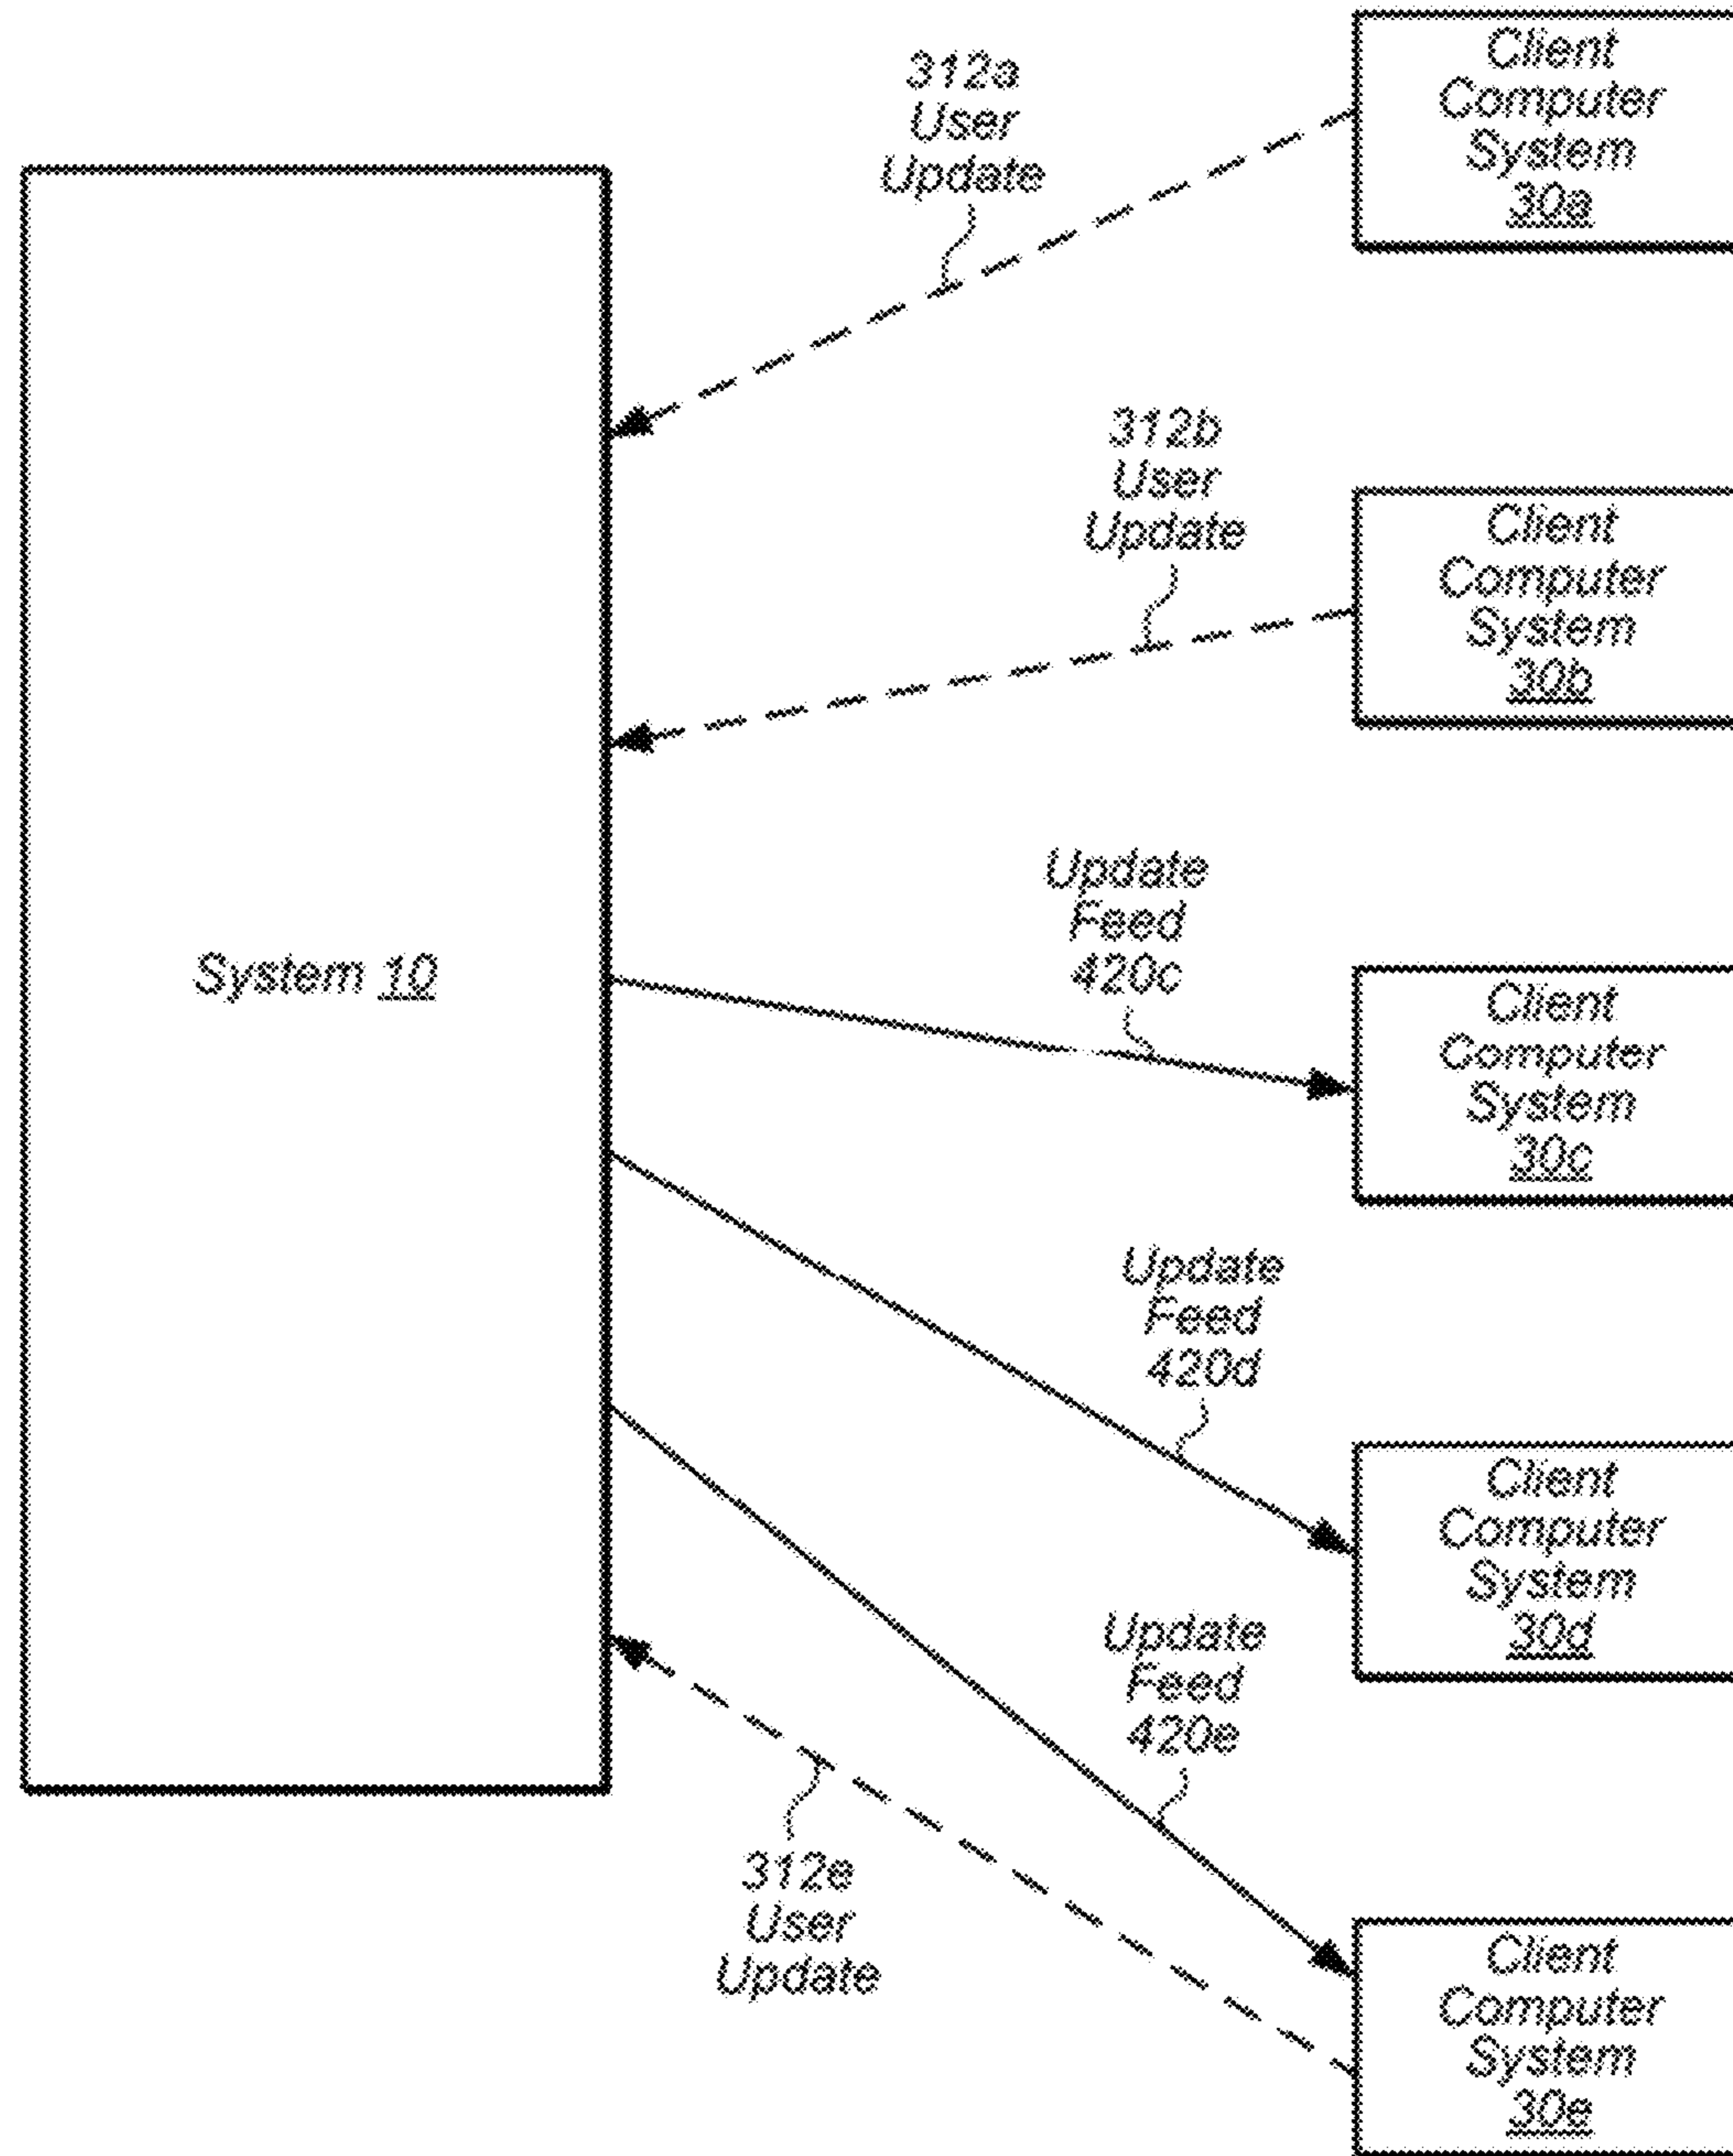 Client
Computer
System
30a
312a
User
Update
312b
User
Update
Client
Computer
System
30b
Update
Feed
420c
System 10
Client
Computer
System
30c
Update
Feed
420d
Client
Computer
System
30d
Update
Feed
420e
312e
User
Update
Client
Computer
System
30e